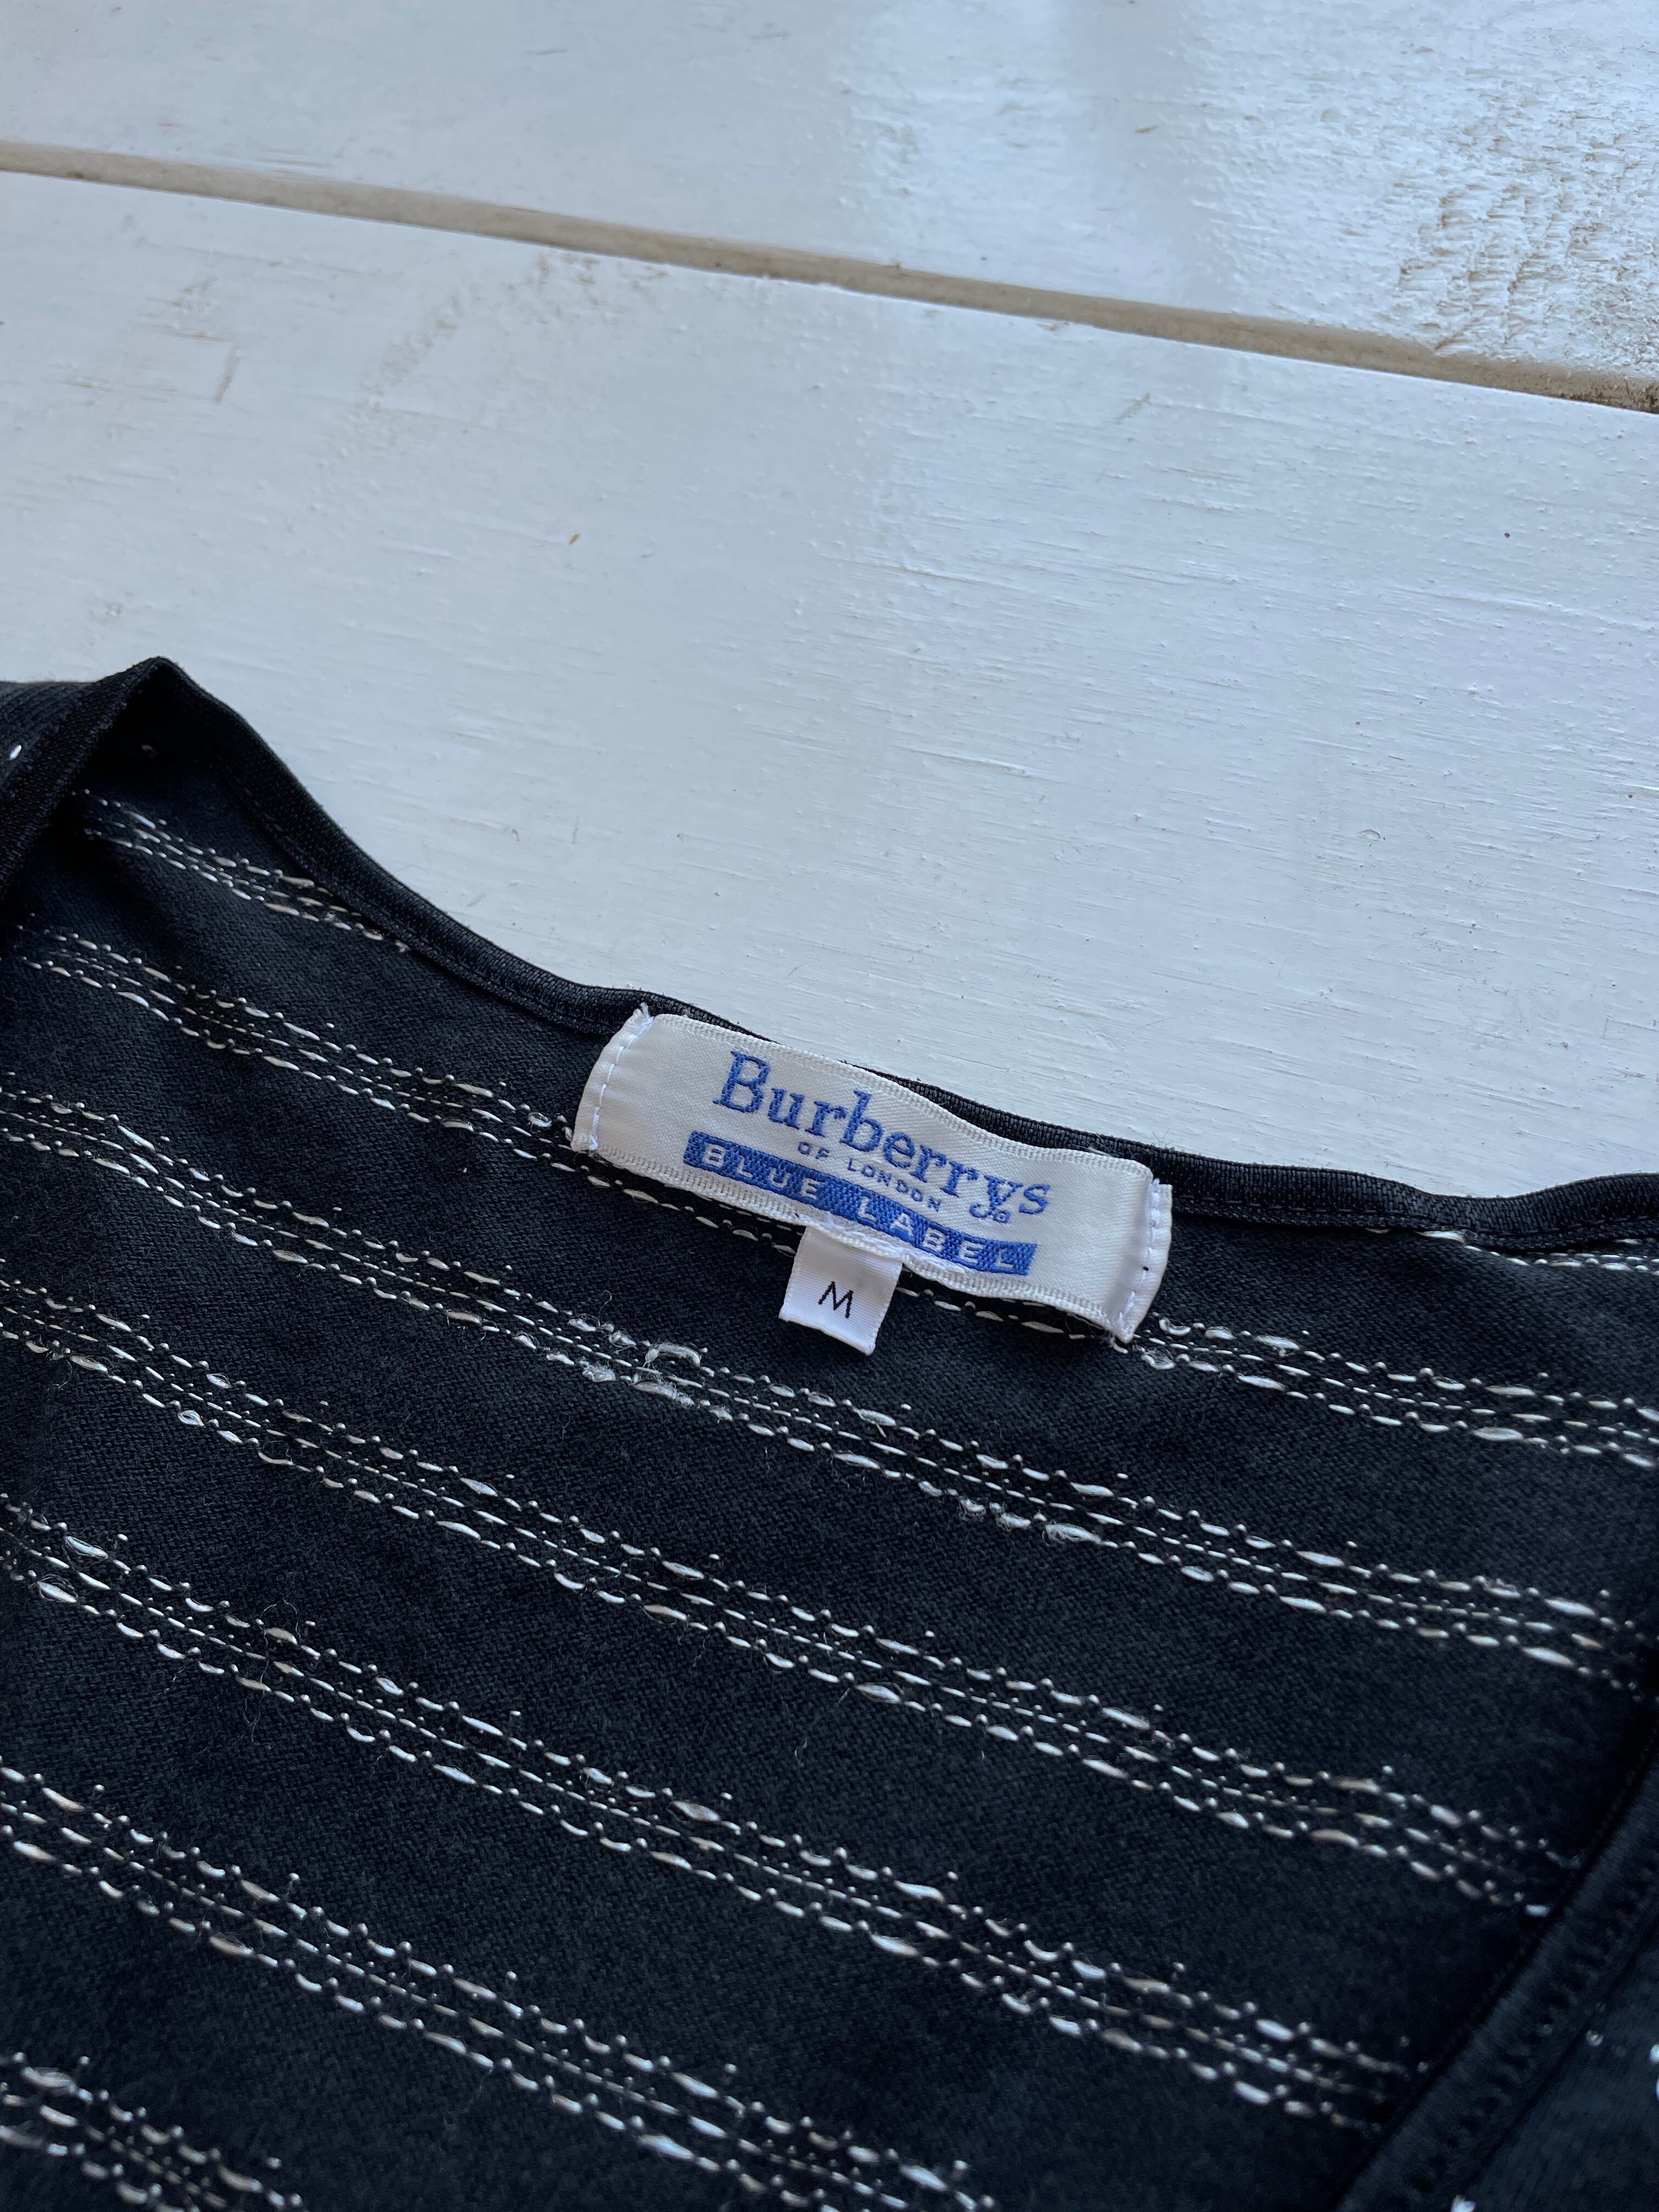 Burberrys
OF LONDON
BLUE LABEL
M